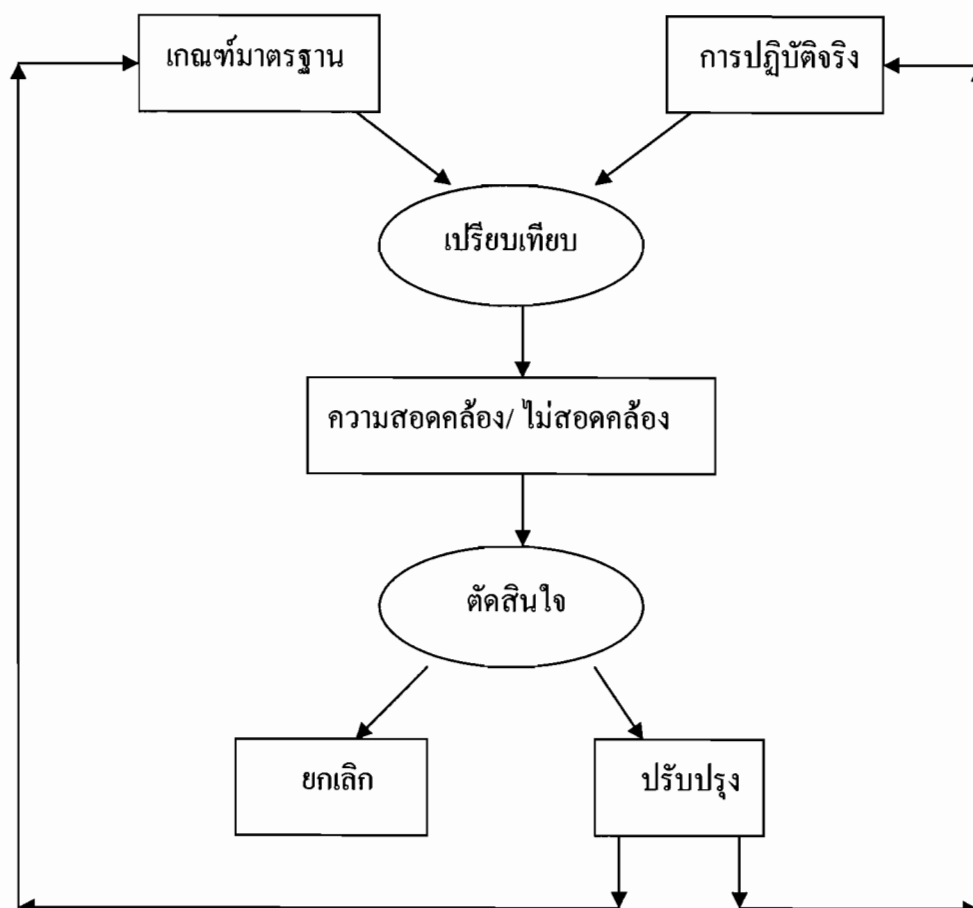 เกณฑ์มาตรฐาน
การปฏิบัติจริง
เปรียบเทียบ
ความสอดคล้อง/ ไม่สอดคล้อง
ตัดสินใจ
ยกเลิก
ปรับปรุง